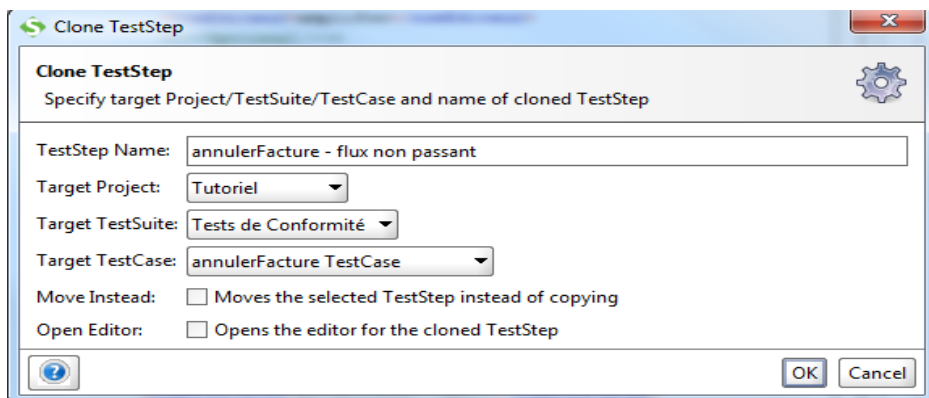 Clone TestStep
Clone TestStep
Specify target Project/TestSuite/TestCase and name of cloned TestStep
TestStep Name: annulerFacture - flux non passant
Target Project: Tutoriel
Target TestSuite: Tests de Conformité
Target TestCase: annulerFacture TestCase
Move Instead: Moves the selected TestStep instead of copying
Open Editor: Opens the editor for the cloned TestStep
OK Cancel